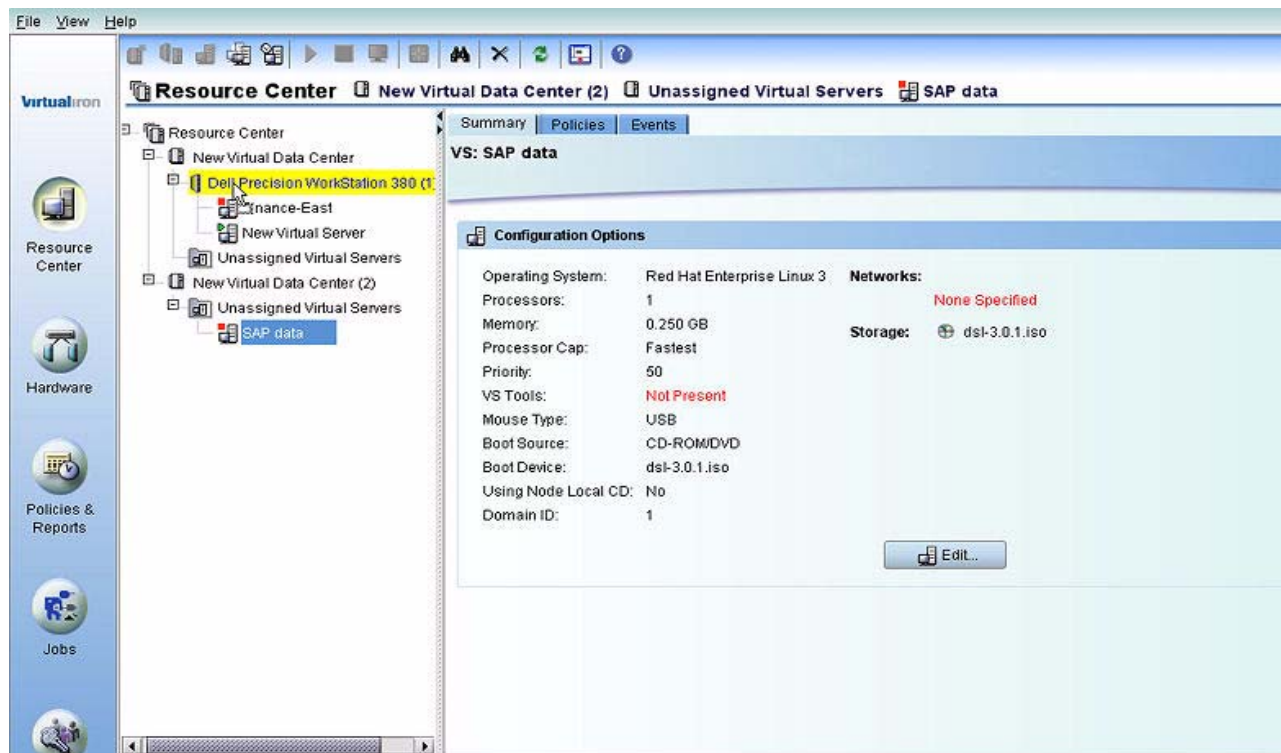 File View Help
Virtualiron
Resource Center New Virtual Data Center (2) Unassigned Virtual Servers SAP data
Resource Center
Hardware
Policies & Reports
Jobs
Resource Center
New Virtual Data Center
Dell Precision WorkStation 380 (1
nance-East
New Virtual Server
Unassigned Virtual Servers
New Virtual Data Center (2)
Unassigned Virtual Servers
SAP data
Summary Policies Events
VS: SAP data
Configuration Options
Operating System: Red Hat Enterprise Linux 3
Processors: 1
Memory: 0.250 GB
Processor Cap: Fastest
Priority: 50
VS Tools: Not Present
Mouse Type: USB
Boot Source: CD-ROM/DVD
Boot Device: dsl-3.0.1.iso
Using Node Local CD: No
Domain ID: 1
Networks:
None Specified
Storage: dsl-3.0.1.iso
Edit...